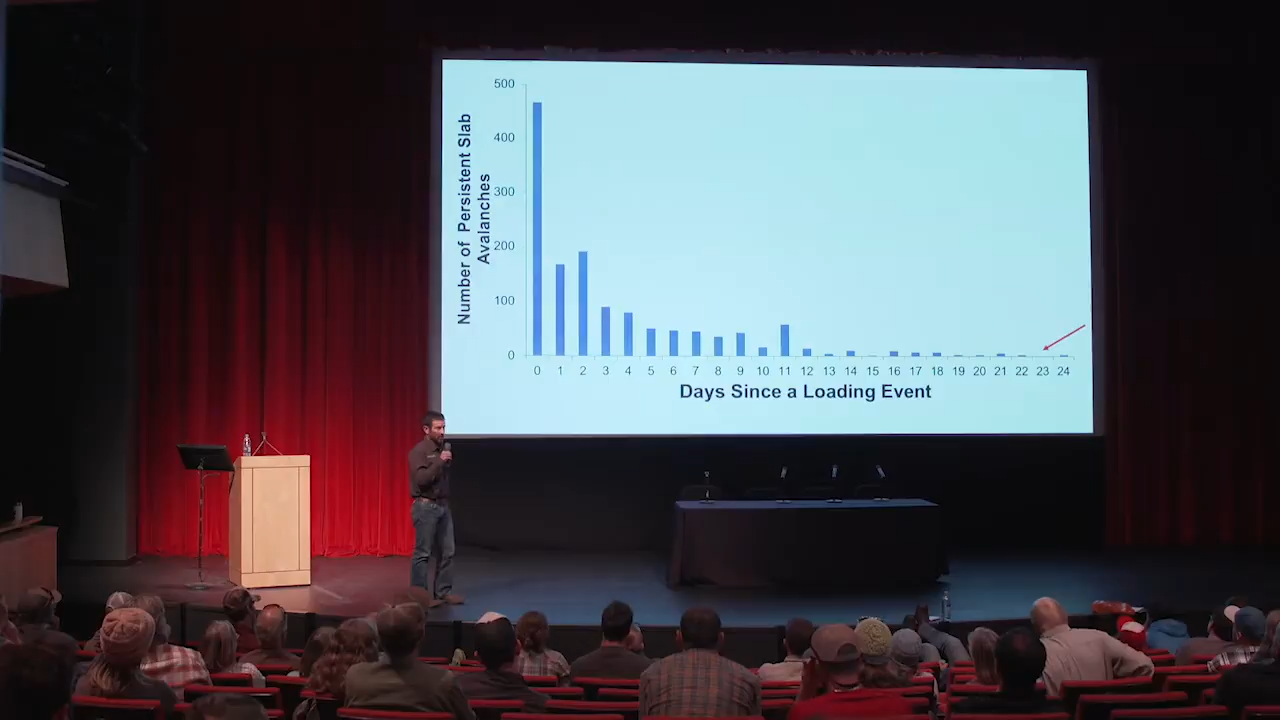 Number of Persistent Slab
Avalanches
500
400
300
200
100
0
0 1 2 3 4 5 6 7 8 9 10 11 12 13 14 15 16 17 18 19 20 21 22 23 24
Days Since a Loading Event